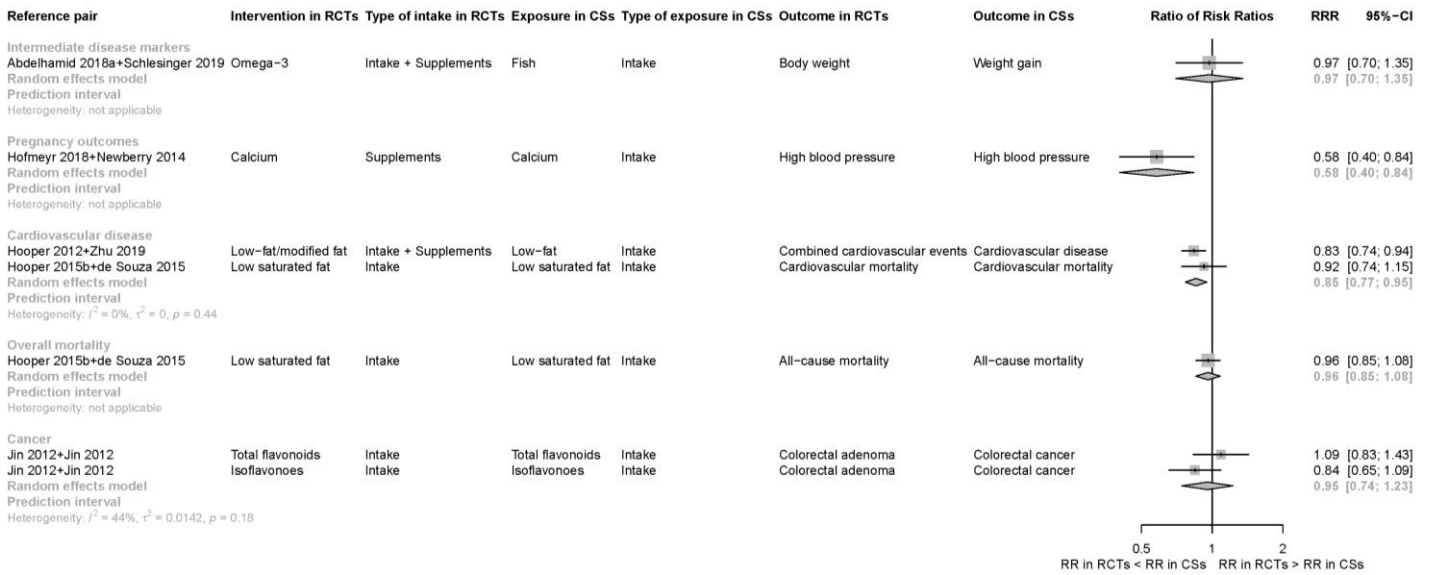 Reference pair Intervention in RCTs Type of intake in RCTs Exposure in CSs Type of exposure in CSs Outcome in RCTs Outcome in CSs Ratio of Risk Ratios RRR 95%−CI
Intermediate disease markers
Abdelhamid 2018a+Schlesinger 2019 Omega−3 Intake + Supplements Fish Intake Body weight Weight gain 0.97 [0.70; 1.35]
Random effects model 0.97 [0.70; 1.35]
Prediction interval
Heterogeneity: not applicable
Pregnancy outcomes
Hofmeyr 2018+Newberry 2014 Calcium Supplements Calcium Intake High blood pressure High blood pressure 0.58 [0.40; 0.84]
Random effects model 0.58 [0.40; 0.84]
Prediction interval
Heterogeneity: not applicable
Cardiovascular disease
Hooper 2012+Zhu 2019 Low−fat/modified fat Intake + Supplements Low−fat Intake Combined cardiovascular events Cardiovascular disease 0.83 [0.74; 0.94]
Hooper 2015b+de Souza 2015 Low saturated fat Intake Low saturated fat Intake Cardiovascular mortality Cardiovascular mortality 0.92 [0.74; 1.15]
Random effects model 0.85 [0.77; 0.95]
Prediction interval
Heterogeneity: I² = 0%, τ² = 0, p = 0.44
Overall mortality
Hooper 2015b+de Souza 2015 Low saturated fat Intake Low saturated fat Intake All−cause mortality All−cause mortality 0.96 [0.85; 1.08]
Random effects model 0.96 [0.85; 1.08]
Prediction interval
Heterogeneity: not applicable
Cancer
Jin 2012+Jin 2012 Total flavonoids Intake Total flavonoids Intake Colorectal adenoma Colorectal cancer 1.09 [0.83; 1.43]
Jin 2012+Jin 2012 Isoflavonoes Intake Isoflavonoes Intake Colorectal adenoma Colorectal cancer 0.84 [0.65; 1.09]
Random effects model 0.95 [0.74; 1.23]
Prediction interval
Heterogeneity: I² = 44%, τ² = 0.0142, p = 0.18
0.5 1 2
RR in RCTs < RR in CSs RR in RCTs > RR in CSs